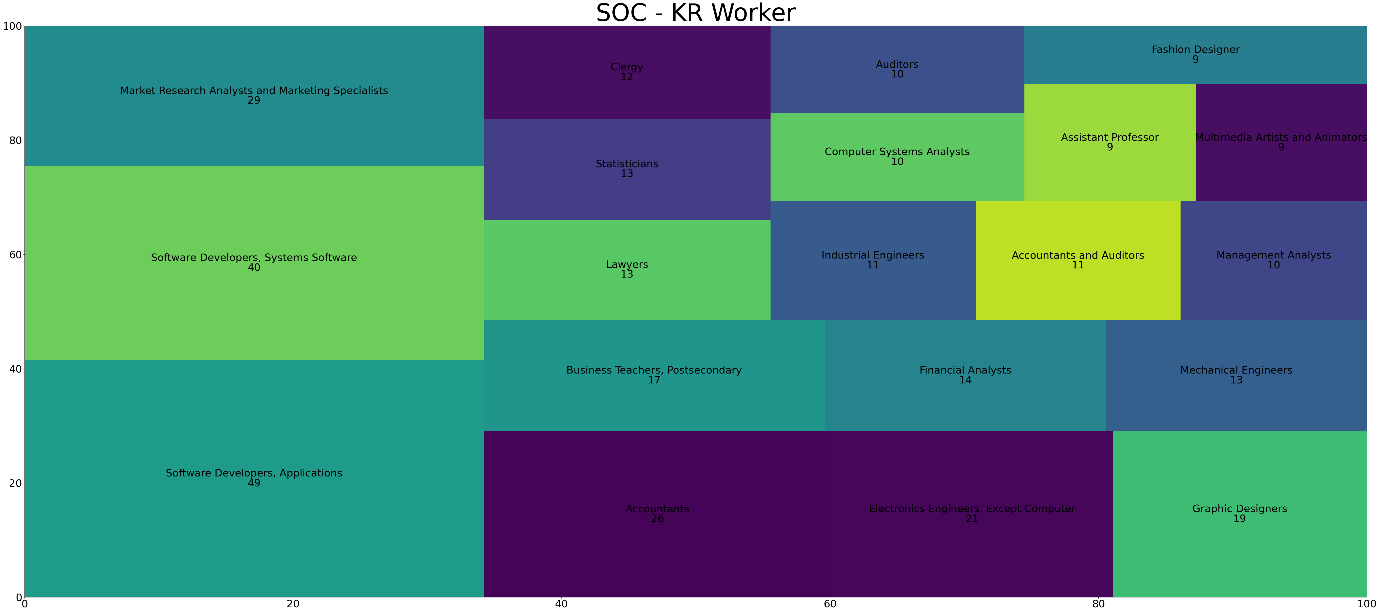 SOC - KR Worker
100
80
60
40
20
0
Market Research Analysts and Marketing Specialists
29
Software Developers, Systems Software
40
Software Developers, Applications
49
Clergy
12
Statisticians
13
Lawyers
13
Auditors
10
Computer Systems Analysts
10
Fashion Designer
9
Assistant Professor
9
Multimedia Artists and Animators
9
Industrial Engineers
11
Accountants and Auditors
11
Management Analysts
10
Business Teachers, Postsecondary
17
Financial Analysts
14
Mechanical Engineers
13
Accountants
26
Electronics Engineers, Except Computer
21
Graphic Designers
19
0
20
40
60
80
100